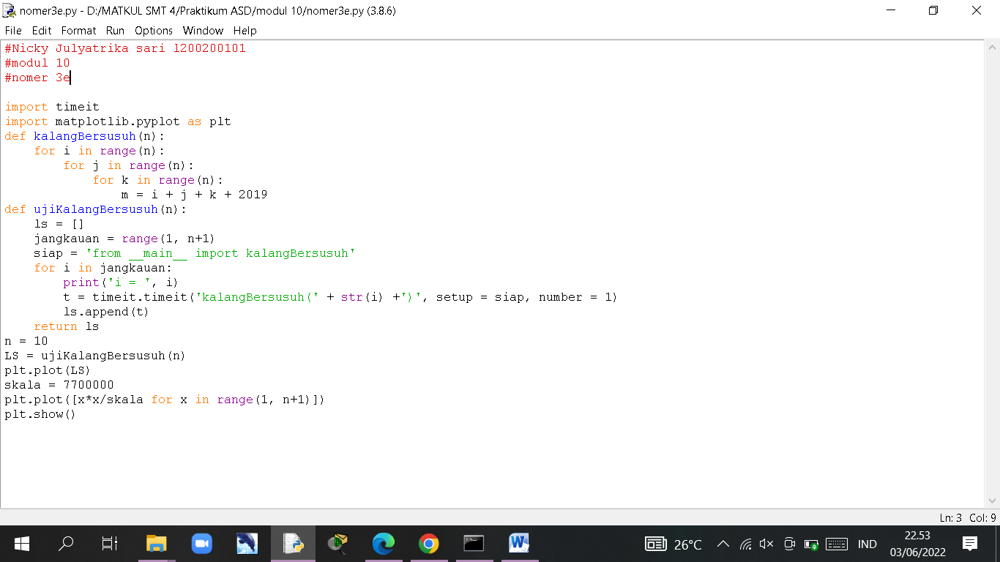 nomer3e.py - D:/MATKUL SMT 4/Praktikum ASD/modul 10/nomer3e.py (3.8.6)
File Edit Format Run Options Window Help
#Nicky Julyatrika sari l200200101
#modul 10
#nomer 3e

import timeit
import matplotlib.pyplot as plt
def kalangBersusuh(n):
    for i in range(n):
        for j in range(n):
            for k in range(n):
                m = i + j + k + 2019
def ujiKalangBersusuh(n):
    ls = []
    jangkauan = range(1, n+1)
    siap = 'from __main__ import kalangBersusuh'
    for i in jangkauan:
        print('i = ', i)
        t = timeit.timeit('kalangBersusuh(' + str(i) +')', setup = siap, number = 1)
        ls.append(t)
    return ls
n = 10
LS = ujiKalangBersusuh(n)
plt.plot(LS)
skala = 7700000
plt.plot([x*x/skala for x in range(1, n+1)])
plt.show()
Ln: 3 Col: 9
26°C IND
22.53
03/06/2022